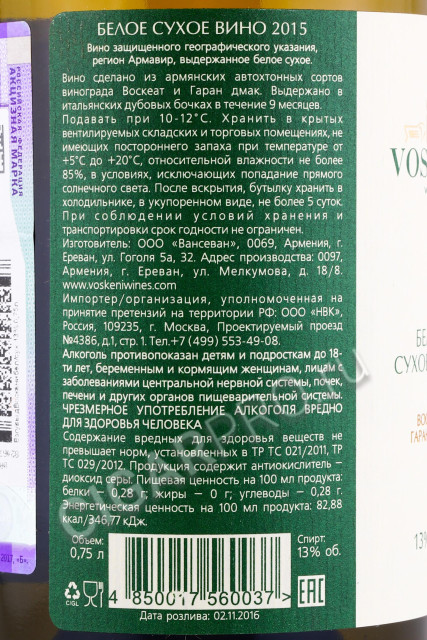 БЕЛОЕ СУХОЕ ВИНО 2015
Вино защищенного географического указания,
регион Армавир, выдержанное белое сухое.
Вино сделано из армянских автохтонных сортов
винограда Воскеат и Гаран дмак. Выдержано в
итальянских дубовых бочках в течение 9 месяцев.
Подавать при 10-12°С. Хранить в крытых
вентилируемых складских и торговых помещениях, не
имеющих постороннего запаха при температуре от
+5°С до +20°С, относительной влажности не более
85%, в условиях, исключающих попадание прямого
солнечного света. После вскрытия, бутылку хранить в
холодильнике, в укупоренном виде, не более 5 суток.
При соблюдении условий хранения и
транспортировки срок годности не ограничен.
Изготовитель: ООО «Вансеван», 0069, Армения, г.
Ереван, ул. Гоголя 5а, 32. Адрес производства: 0097,
Армения, г. Ереван, ул. Мелкумова, д. 18/8.
www.voskeniwines.com
Импортер/организация, уполномоченная на
принятие претензий на территории РФ: ООО «НВК»,
Россия, 109235, г. Москва, Проектируемый проезд
№4386, д.1, стр. 1. Тел.+7 (499) 553-49-08.
Алкоголь противопоказан детям и подросткам до 18-
ти лет, беременным и кормящим женщинам, лицам с
заболеваниями центральной нервной системы, почек,
печени и других органов пищеварительной системы.
ЧРЕЗМЕРНОЕ УПОТРЕБЛЕНИЕ АЛКОГОЛЯ ВРЕДНО
ДЛЯ ЗДОРОВЬЯ ЧЕЛОВЕКА
Содержание вредных для здоровья веществ не
превышает норм, установленных в ТР ТС 021/2011, ТР
ТС 029/2012. Продукция содержит антиокислитель –
диоксид серы. Пищевая ценность на 100 мл продукта:
белки – 0,28 г; жиры – 0 г; углеводы – 0,28 г.
Энергетическая ценность на 100 мл продукта: 82,88
ккал/346,77 кДж.
Объем:
0,75 л
Спирт:
13% об.
CIGL
4 850017 560037 >
EAC
Дата розлива: 02.11.2016
РОССИЙСКАЯ ФЕДЕРАЦИЯ
АКЦИЗНАЯ МАРКА
VOSK
БЕ
СУХО
ВОС
ГАРА
13%